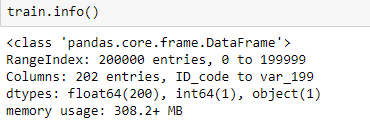 train.info()
<class 'pandas.core.frame.DataFrame'>
RangeIndex: 200000 entries, 0 to 199999
Columns: 202 entries, ID_code to var_199
dtypes: float64(200), int64(1), object(1)
memory usage: 308.2+ MB